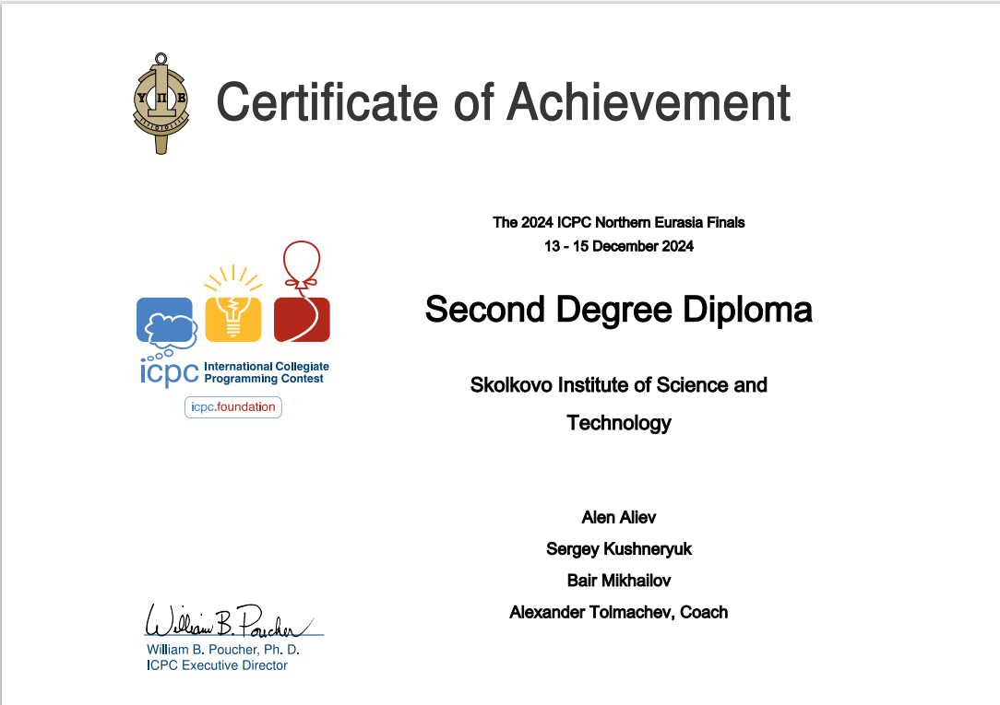 Υ Π Β
Certificate of Achievement
The 2024 ICPC Northern Eurasia Finals
13 - 15 December 2024
Second Degree Diploma
Skolkovo Institute of Science and
Technology
icpc International Collegiate
Programming Contest
icpc.foundation
Alen Aliev
Sergey Kushneryuk
Bair Mikhailov
Alexander Tolmachev, Coach
William B. Poucher
William B. Poucher, Ph. D.
ICPC Executive Director